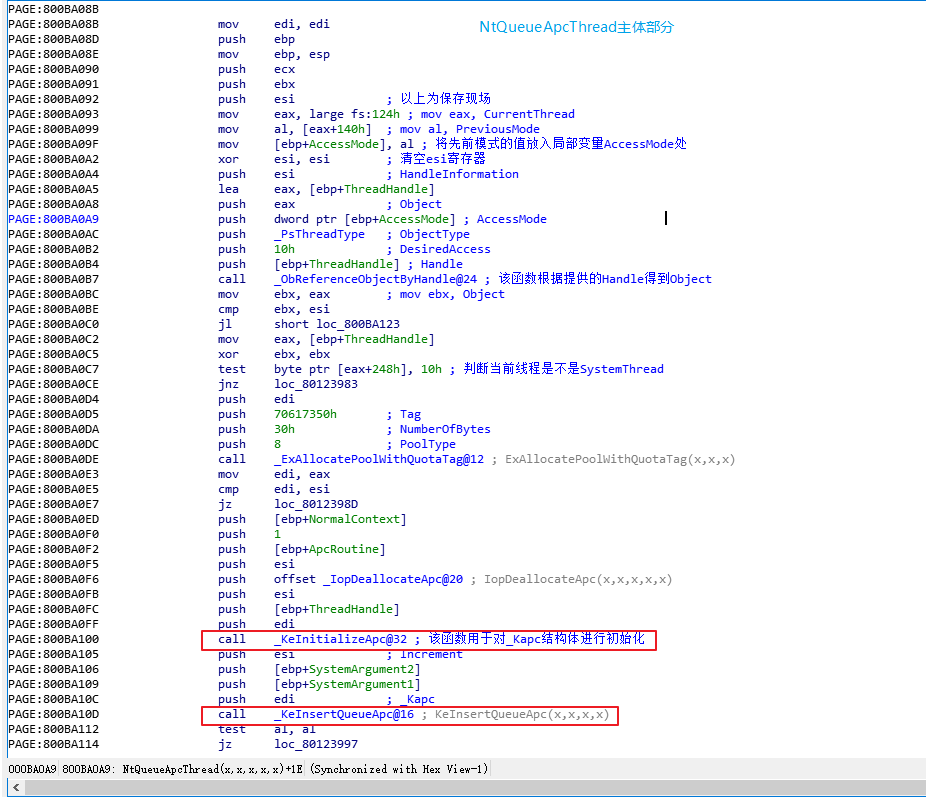 PAGE:800BA08B
PAGE:800BA08B mov edi, edi NtQueueApcThread主体部分
PAGE:800BA08D push ebp
PAGE:800BA08E mov ebp, esp
PAGE:800BA090 push ecx
PAGE:800BA091 push ebx
PAGE:800BA092 push esi ; 以上为保存现场
PAGE:800BA093 mov eax, large fs:124h ; mov eax, CurrentThread
PAGE:800BA099 mov al, [eax+140h] ; mov al, PreviousMode
PAGE:800BA09F mov [ebp+AccessMode], al ; 将先前模式的值放入局部变量AccessMode处
PAGE:800BA0A2 xor esi, esi ; 清空esi寄存器
PAGE:800BA0A4 push esi ; HandleInformation
PAGE:800BA0A5 lea eax, [ebp+ThreadHandle]
PAGE:800BA0A8 push eax ; Object
PAGE:800BA0A9 push dword ptr [ebp+AccessMode] ; AccessMode
PAGE:800BA0AC push _PsThreadType ; ObjectType
PAGE:800BA0B2 push 10h ; DesiredAccess
PAGE:800BA0B4 push [ebp+ThreadHandle] ; Handle
PAGE:800BA0B7 call _ObReferenceObjectByHandle@24 ; 该函数根据提供的Handle得到Object
PAGE:800BA0BC mov ebx, eax ; mov ebx, Object
PAGE:800BA0BE cmp ebx, esi
PAGE:800BA0C0 jl short loc_800BA123
PAGE:800BA0C2 mov eax, [ebp+ThreadHandle]
PAGE:800BA0C5 xor ebx, ebx
PAGE:800BA0C7 test byte ptr [eax+248h], 10h ; 判断当前线程是不是SystemThread
PAGE:800BA0CE jnz loc_80123983
PAGE:800BA0D4 push edi
PAGE:800BA0D5 push 70617350h ; Tag
PAGE:800BA0DA push 30h ; NumberOfBytes
PAGE:800BA0DC push 8 ; PoolType
PAGE:800BA0DE call _ExAllocatePoolWithQuotaTag@12 ; ExAllocatePoolWithQuotaTag(x,x,x)
PAGE:800BA0E3 mov edi, eax
PAGE:800BA0E5 cmp edi, esi
PAGE:800BA0E7 jz loc_8012398D
PAGE:800BA0ED push [ebp+NormalContext]
PAGE:800BA0F0 push 1
PAGE:800BA0F2 push [ebp+ApcRoutine]
PAGE:800BA0F5 push esi
PAGE:800BA0F6 push offset _IopDeallocateApc@20 ; IopDeallocateApc(x,x,x,x,x)
PAGE:800BA0FB push esi
PAGE:800BA0FC push [ebp+ThreadHandle]
PAGE:800BA0FF push edi
PAGE:800BA100 call _KeInitializeApc@32 ; 该函数用于对_Kapc结构体进行初始化
PAGE:800BA105 push esi ; Increment
PAGE:800BA106 push [ebp+SystemArgument2]
PAGE:800BA109 push [ebp+SystemArgument1]
PAGE:800BA10C push edi ; _Kapc
PAGE:800BA10D call _KeInsertQueueApc@16 ; KeInsertQueueApc(x,x,x,x)
PAGE:800BA112 test al, al
PAGE:800BA114 jz loc_80123997
000BA0A9 800BA0A9: NtQueueApcThread(x,x,x,x,x)+1E (Synchronized with Hex View-1)